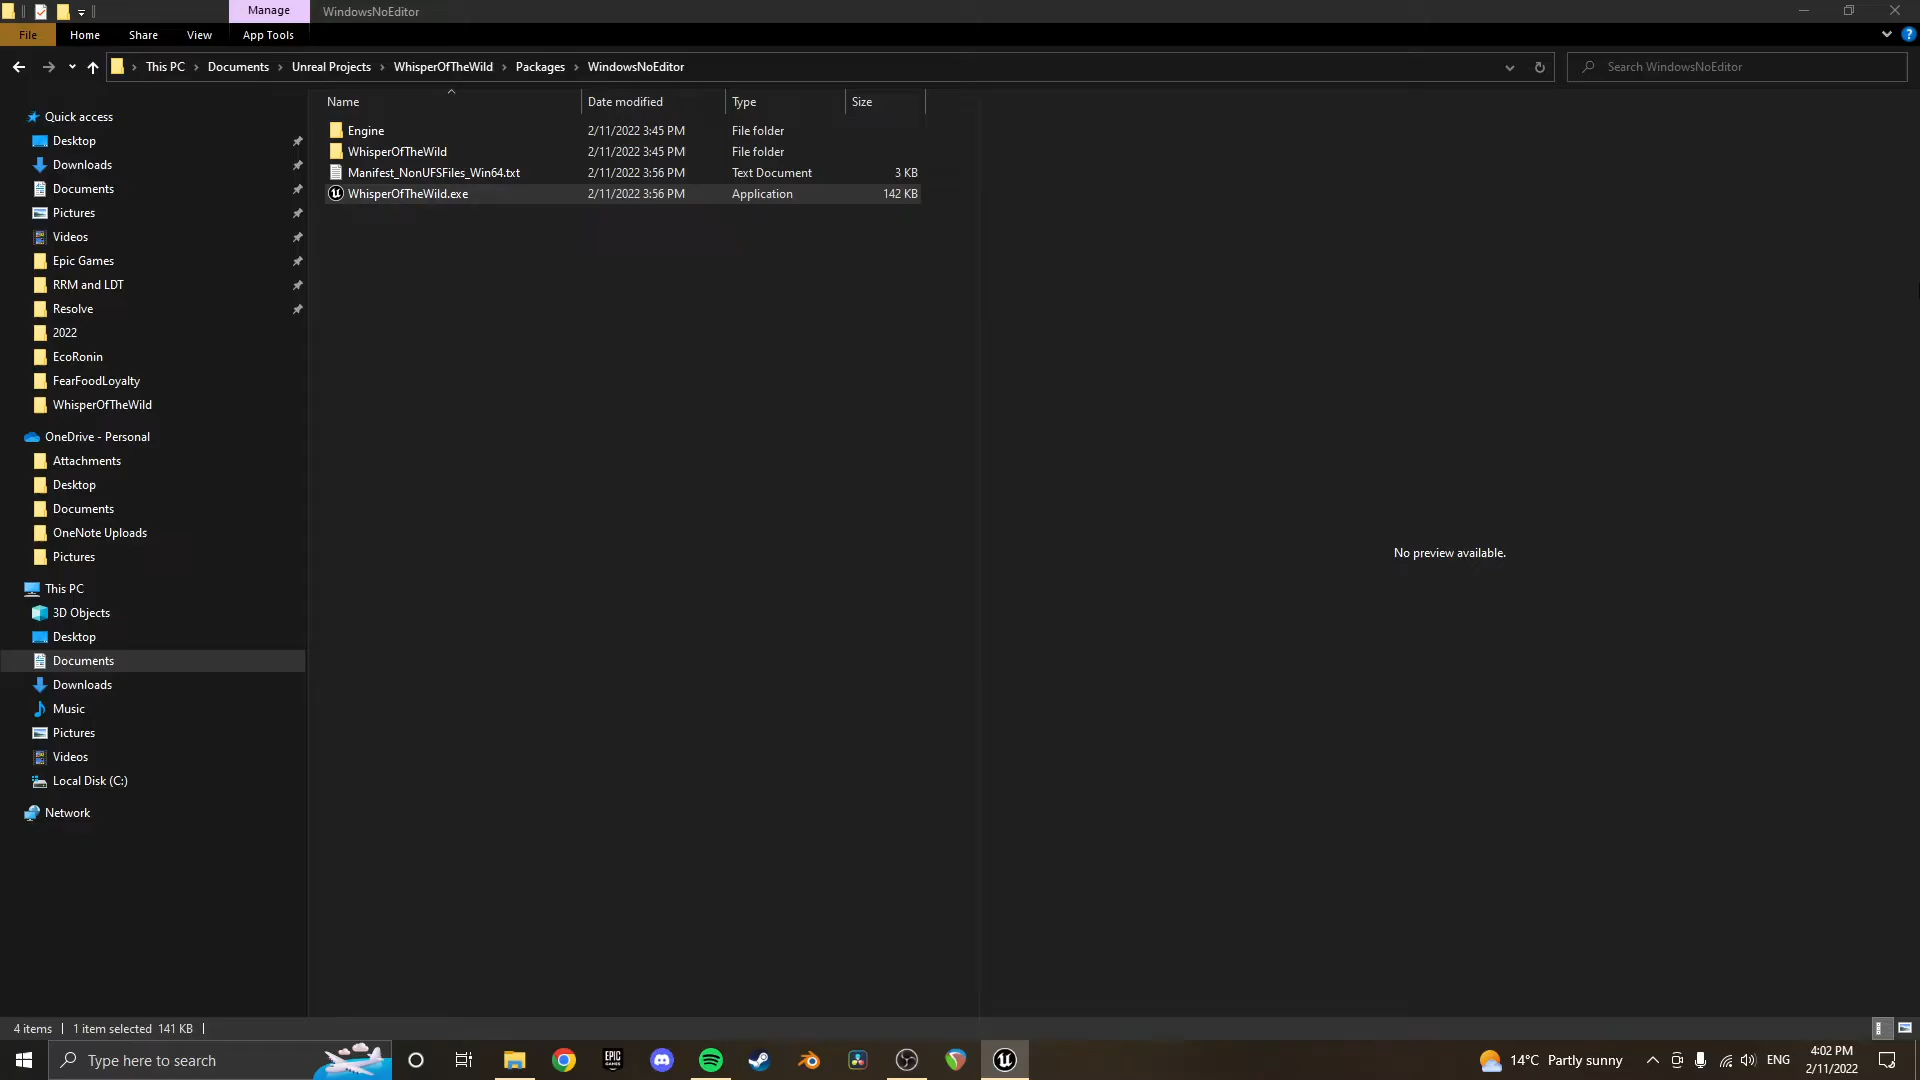 Manage
WindowsNoEditor
File
Home
Share
View
App Tools
This PC
Documents
Unreal Projects
WhisperOfTheWild
Packages
WindowsNoEditor
Search WindowsNoEditor
Name
Date modified
Type
Size
Engine
2/11/2022 3:45 PM
File folder
WhisperOfTheWild
2/11/2022 3:45 PM
File folder
Manifest_NonUFSFiles_Win64.txt
2/11/2022 3:56 PM
Text Document
3 KB
WhisperOfTheWild.exe
2/11/2022 3:56 PM
Application
142 KB
Quick access
Desktop
Downloads
Documents
Pictures
Videos
Epic Games
RRM and LDT
Resolve
2022
EcoRonin
FearFoodLoyalty
WhisperOfTheWild
OneDrive - Personal
Attachments
Desktop
Documents
OneNote Uploads
Pictures
This PC
3D Objects
Desktop
Documents
Downloads
Music
Pictures
Videos
Local Disk (C:)
Network
No preview available.
4 items
1 item selected 141 KB
Type here to search
EPIC
GAMES
14°C Partly sunny
ENG
4:02 PM
2/11/2022